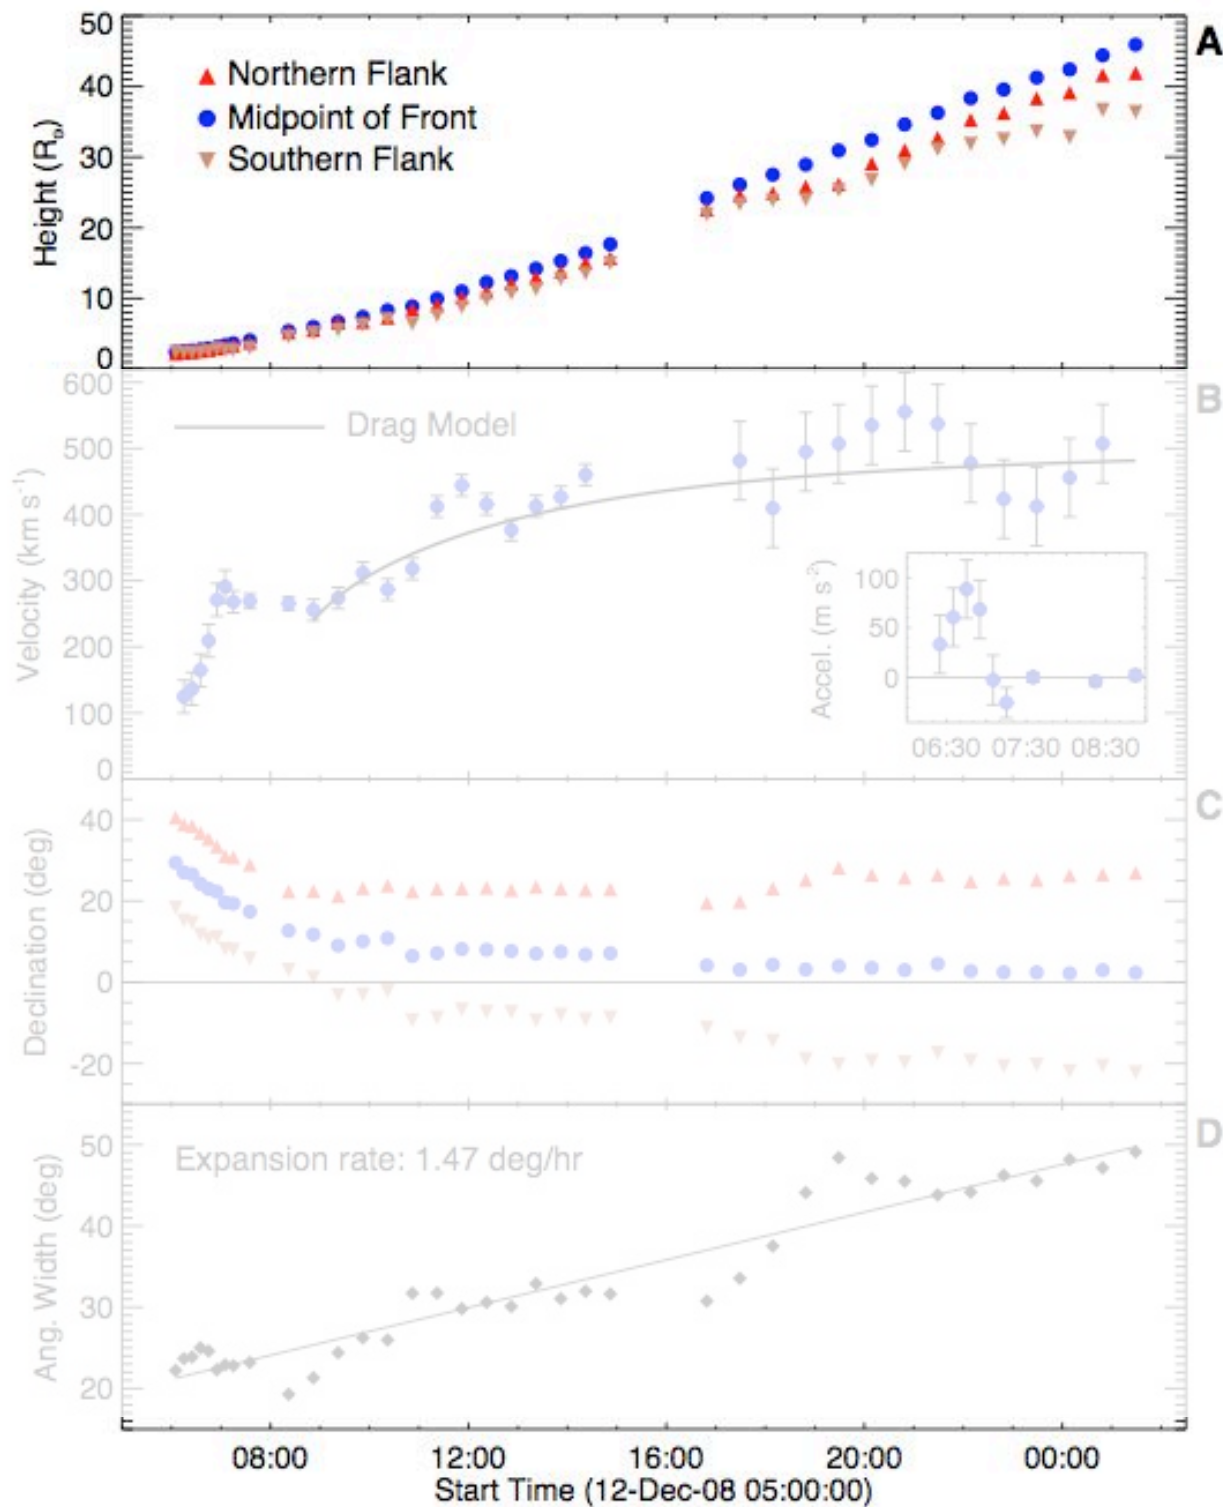 50
A
Northern Flank
40
Midpoint of Front
30
Southern Flank
Height (R⊙)
20
10
0
600
B
Drag Model
500
400
Velocity (km s⁻¹)
300
200
100
0
100
50
0
Accel. (m s⁻²)
06:30 07:30 08:30
C
40
20
0
-20
Declination (deg)
D
50
Expansion rate: 1.47 deg/hr
40
30
20
Ang. Width (deg)
08:00 12:00 16:00 20:00 00:00
Start Time (12-Dec-08 05:00:00)